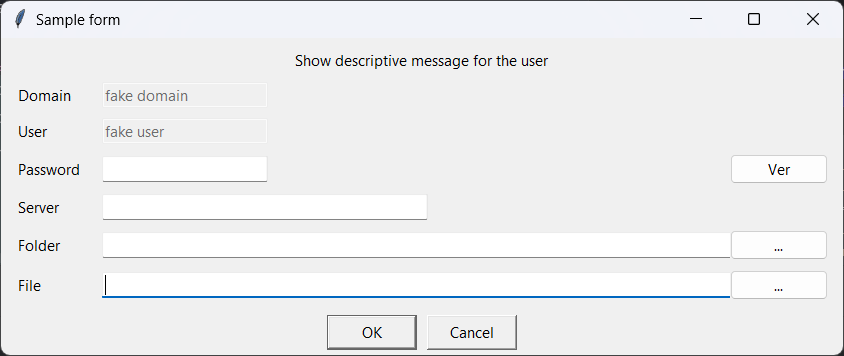 Sample form
Show descriptive message for the user
Domain fake domain
User fake user
Password Ver
Server
Folder ...
File ...
OK Cancel